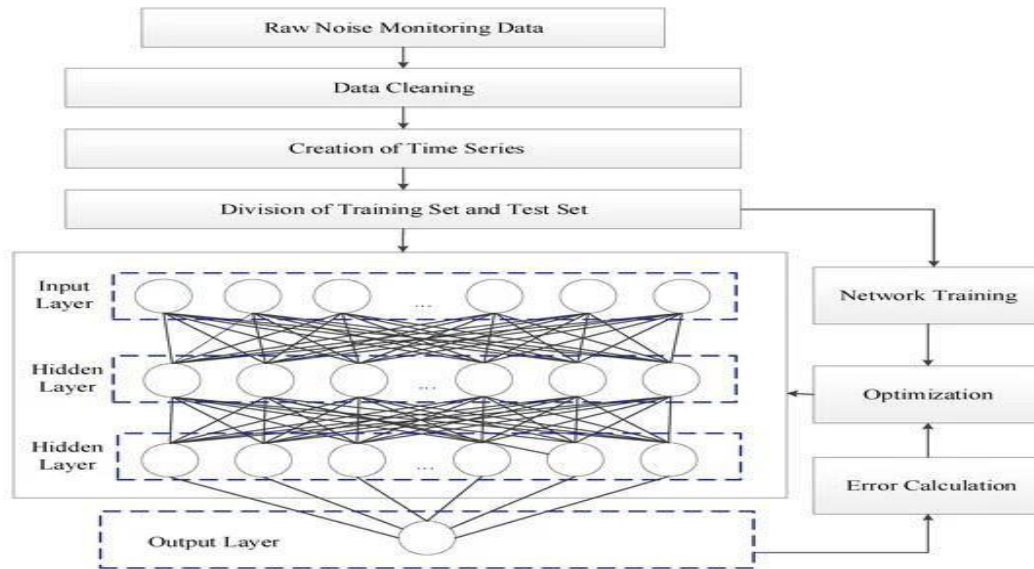 Raw Noise Monitoring Data
Data Cleaning
Creation of Time Series
Division of Training Set and Test Set
Input
Layer
...
Hidden
Layer
...
Hidden
Layer
...
Output Layer
Network Training
Optimization
Error Calculation